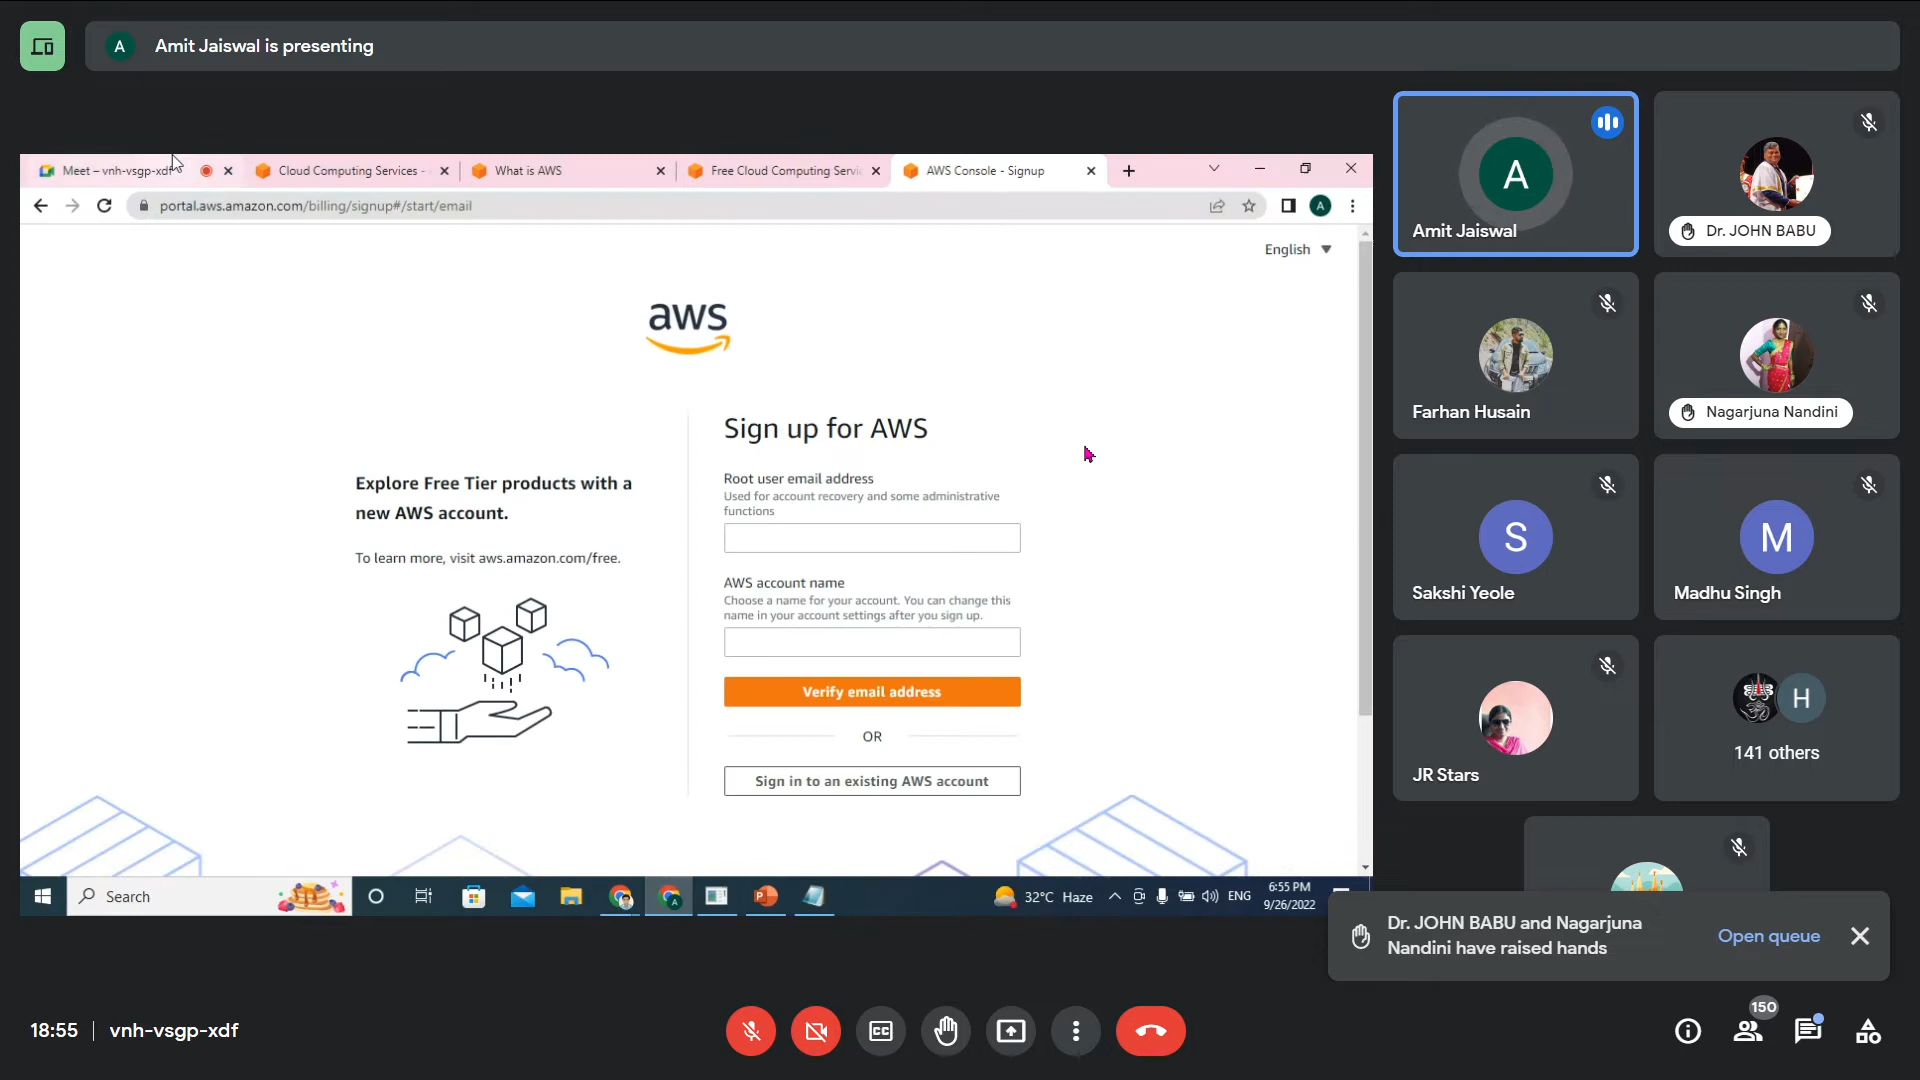 A
Amit Jaiswal is presenting
Meet – vnh-vsgp-xdf
Cloud Computing Services -
What is AWS
Free Cloud Computing Servi
AWS Console - Signup
portal.aws.amazon.com/billing/signup#/start/email
A
English
aws
Explore Free Tier products with a
new AWS account.
To learn more, visit aws.amazon.com/free.
Sign up for AWS
Root user email address
Used for account recovery and some administrative
functions
AWS account name
Choose a name for your account. You can change this
name in your account settings after you sign up.
Verify email address
OR
Sign in to an existing AWS account
Search
32°C Haze
ENG
6:55 PM
9/26/2022
A
Amit Jaiswal
Dr. JOHN BABU
Farhan Husain
Nagarjuna Nandini
S
Sakshi Yeole
M
Madhu Singh
JR Stars
H
141 others
Dr. JOHN BABU and Nagarjuna
Nandini have raised hands
Open queue
18:55
vnh-vsgp-xdf
CC
150